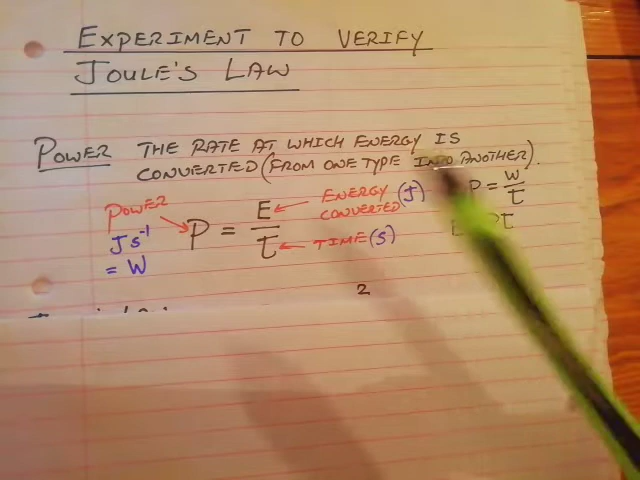 EXPERIMENT TO VERIFY
JOULE'S LAW
POWER THE RATE AT WHICH ENERGY IS
CONVERTED (FROM ONE TYPE INTO ANOTHER).
POWER
Js⁻¹
= W
P = E/t
ENERGY
CONVERTED (J)
TIME (s)
P = W/t
2